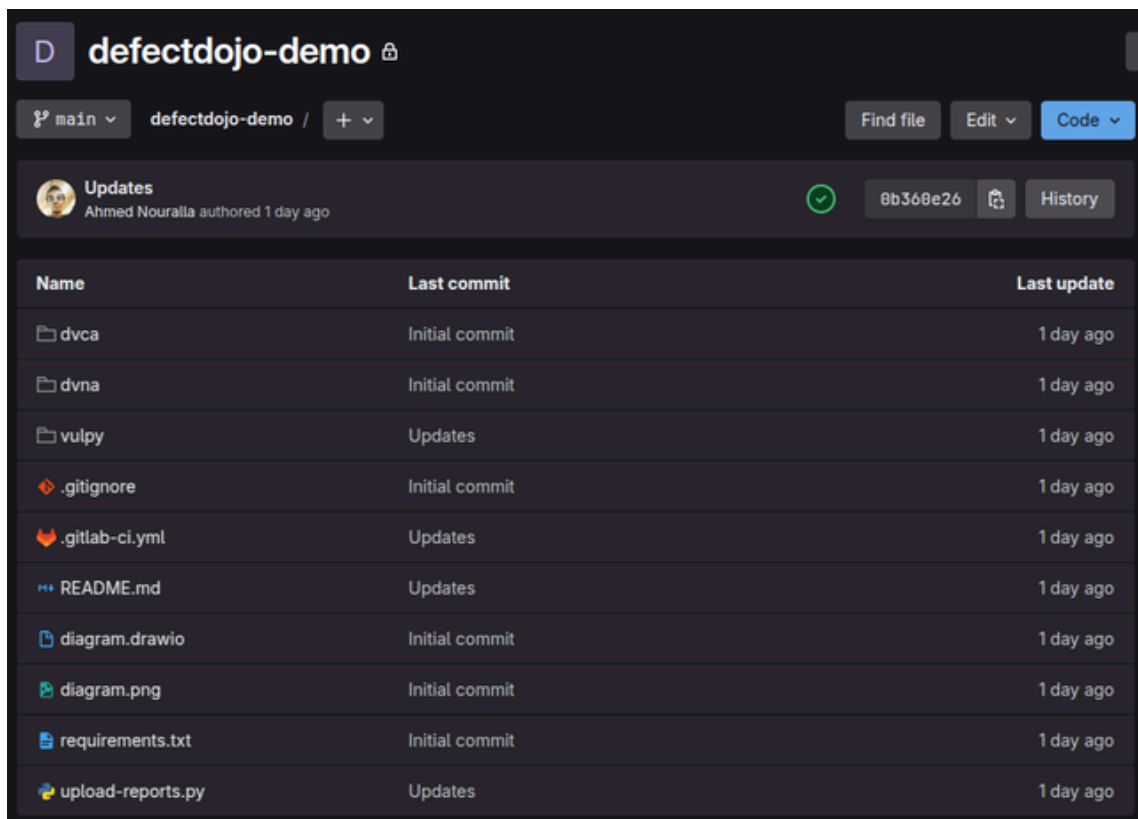 D defectdojo-demo
main defectdojo-demo / + Find file Edit Code
Updates
Ahmed Nouralla authored 1 day ago
0b360e26 History
Name Last commit Last update
dvca Initial commit 1 day ago
dvna Initial commit 1 day ago
vulpy Updates 1 day ago
.gitignore Initial commit 1 day ago
.gitlab-ci.yml Updates 1 day ago
README.md Updates 1 day ago
diagram.drawio Initial commit 1 day ago
diagram.png Initial commit 1 day ago
requirements.txt Initial commit 1 day ago
upload-reports.py Updates 1 day ago